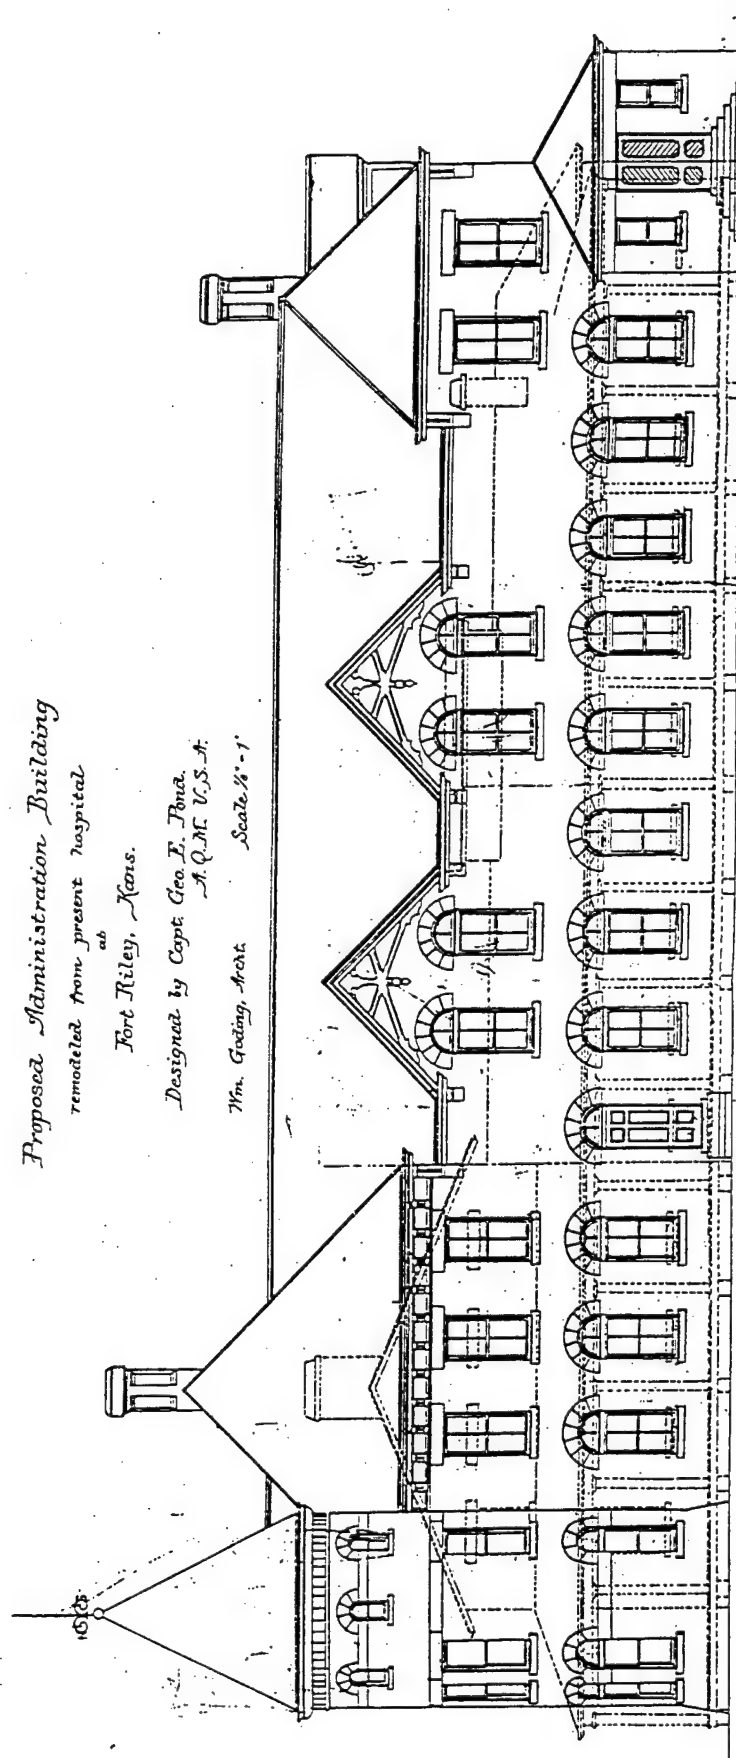 Proposed Administration Building
remodeled from present hospital
at
Fort Riley, Kans.
Designed by Capt. Geo. E. Pond.
A.Q.M. U.S.A.
Wm. Goding, Archt. Scale ⅛" = 1'